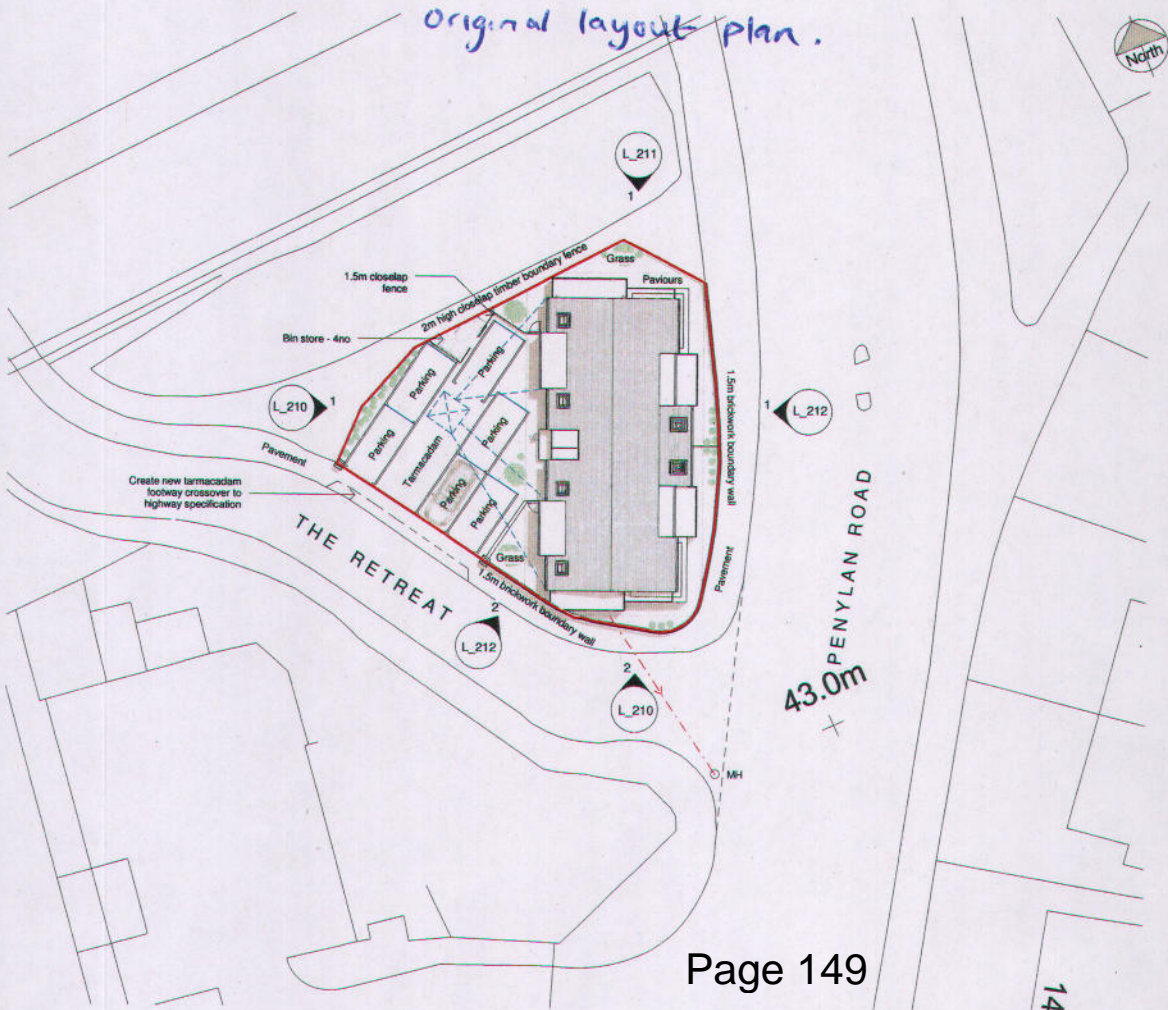 Original layout plan.
North
L_211
1
Grass
Paviours
1.5m closelap
fence
2m high closelap timber boundary fence
Bin store - 4no
Parking
Parking
L_210
1
1.5m brickwork boundary wall
1
L_212
Parking
Tarmacadam
Parking
Pavement
Create new tarmacadam
footway crossover to
highway specification
Parking
Parking
THE RETREAT
Grass
1.5m brickwork boundary wall
Pavement
PENYLAN ROAD
2
L_212
2
L_210
43.0m
MH
Page 149
14